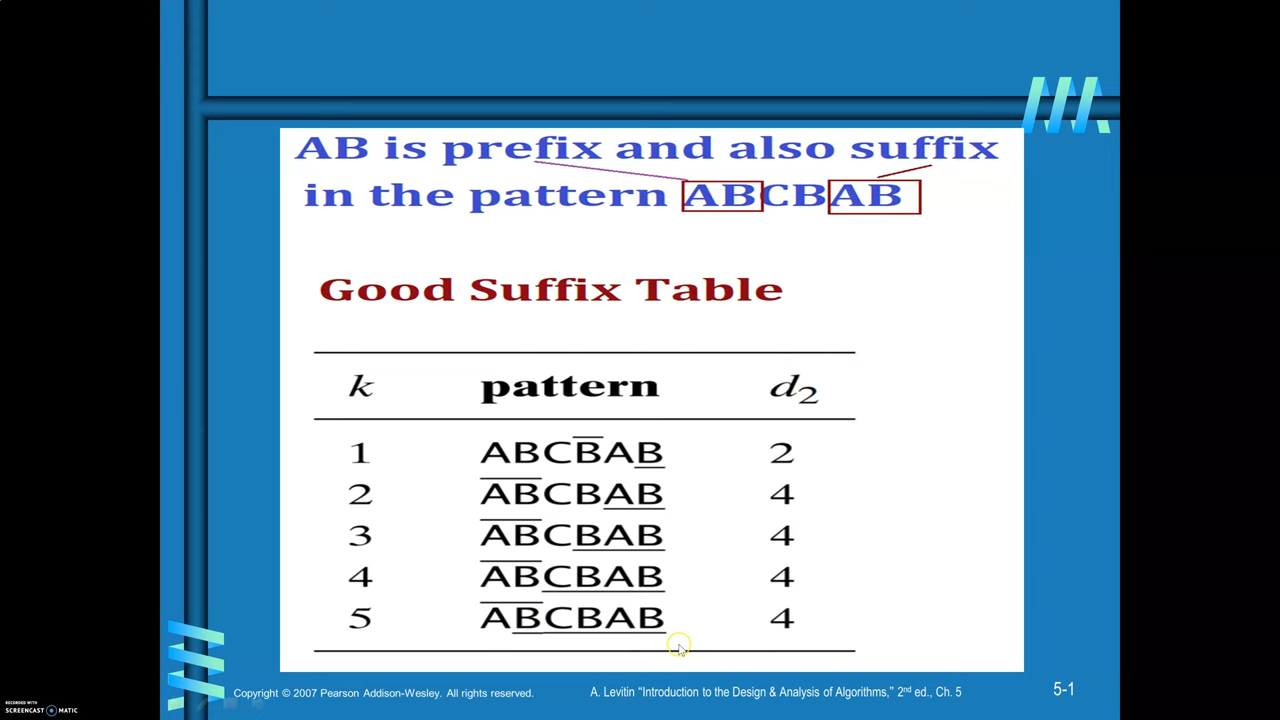 AB is prefix and also suffix
in the pattern ABCBAB
Good Suffix Table
k pattern d2
1 ABCBAB 2
2 ABCBAB 4
3 ABCBAB 4
4 ABCBAB 4
5 ABCBAB 4
Copyright © 2007 Pearson Addison-Wesley. All rights reserved. A. Levitin “Introduction to the Design & Analysis of Algorithms,” 2nd ed., Ch. 5 5-1
RECORDED WITH
SCREENCAST MATIC